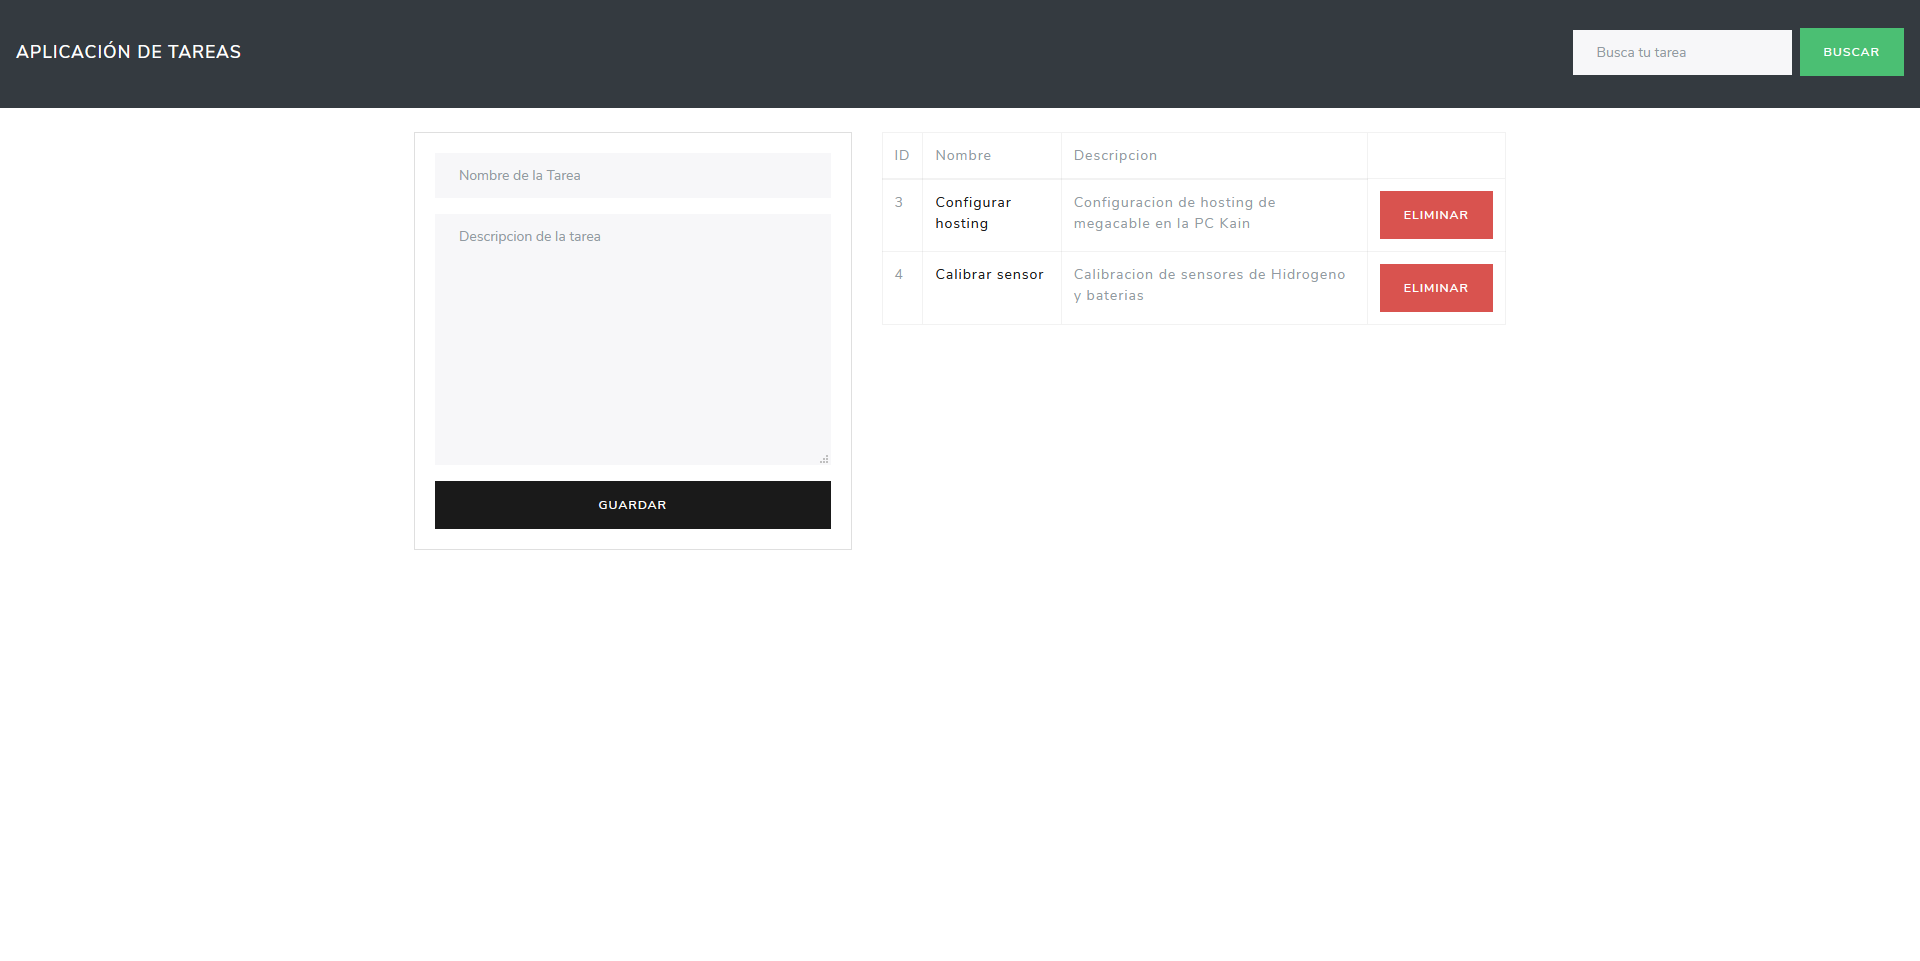 APLICACIÓN DE TAREAS
Busca tu tarea
BUSCAR
Nombre de la Tarea
Descripcion de la tarea
GUARDAR
ID Nombre Descripcion
3 Configurar hosting Configuracion de hosting de megacable en la PC Kain ELIMINAR
4 Calibrar sensor Calibracion de sensores de Hidrogeno y baterias ELIMINAR